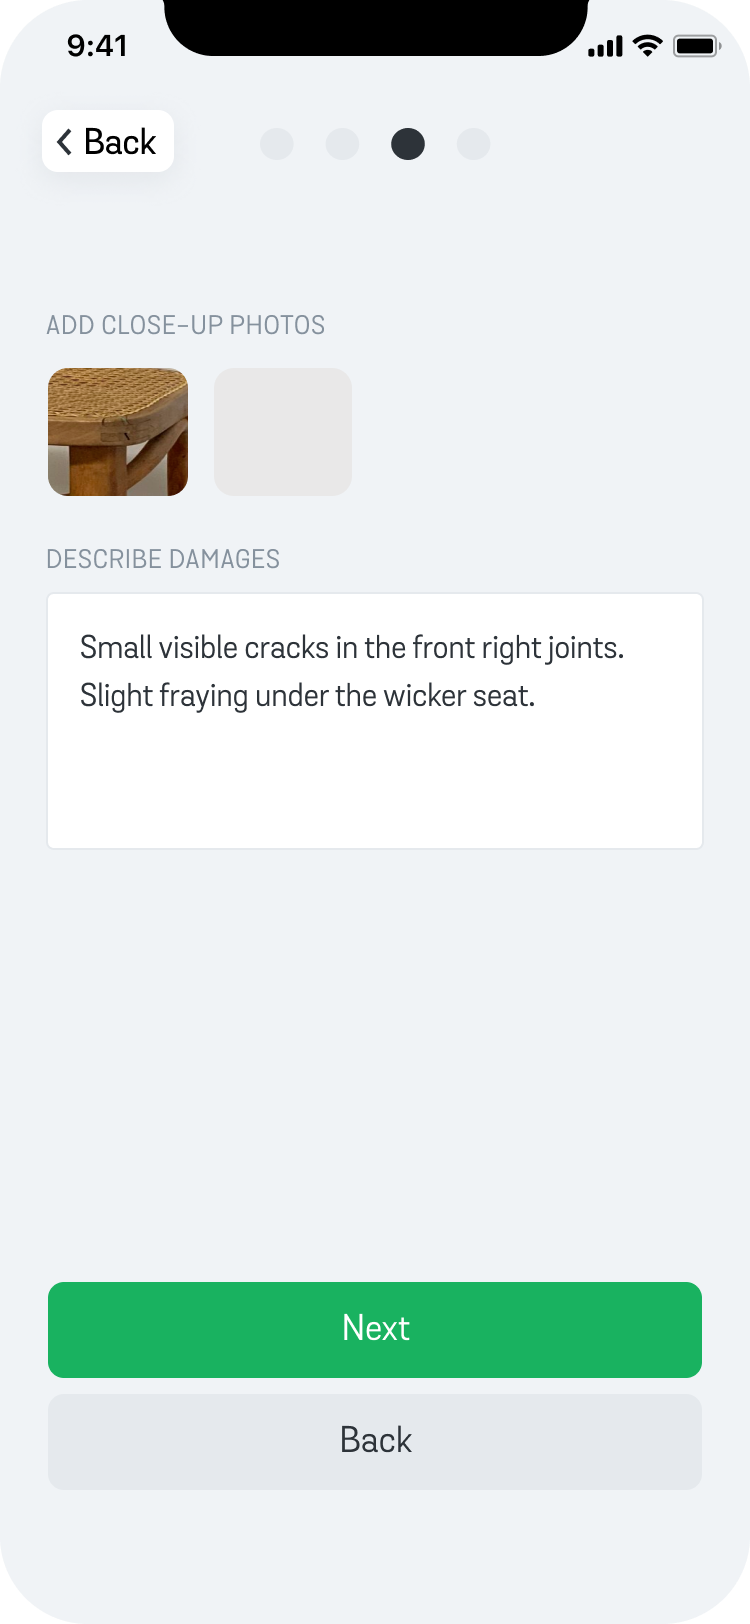 9:41
Back
ADD CLOSE-UP PHOTOS
DESCRIBE DAMAGES
Small visible cracks in the front right joints.
Slight fraying under the wicker seat.
Next
Back